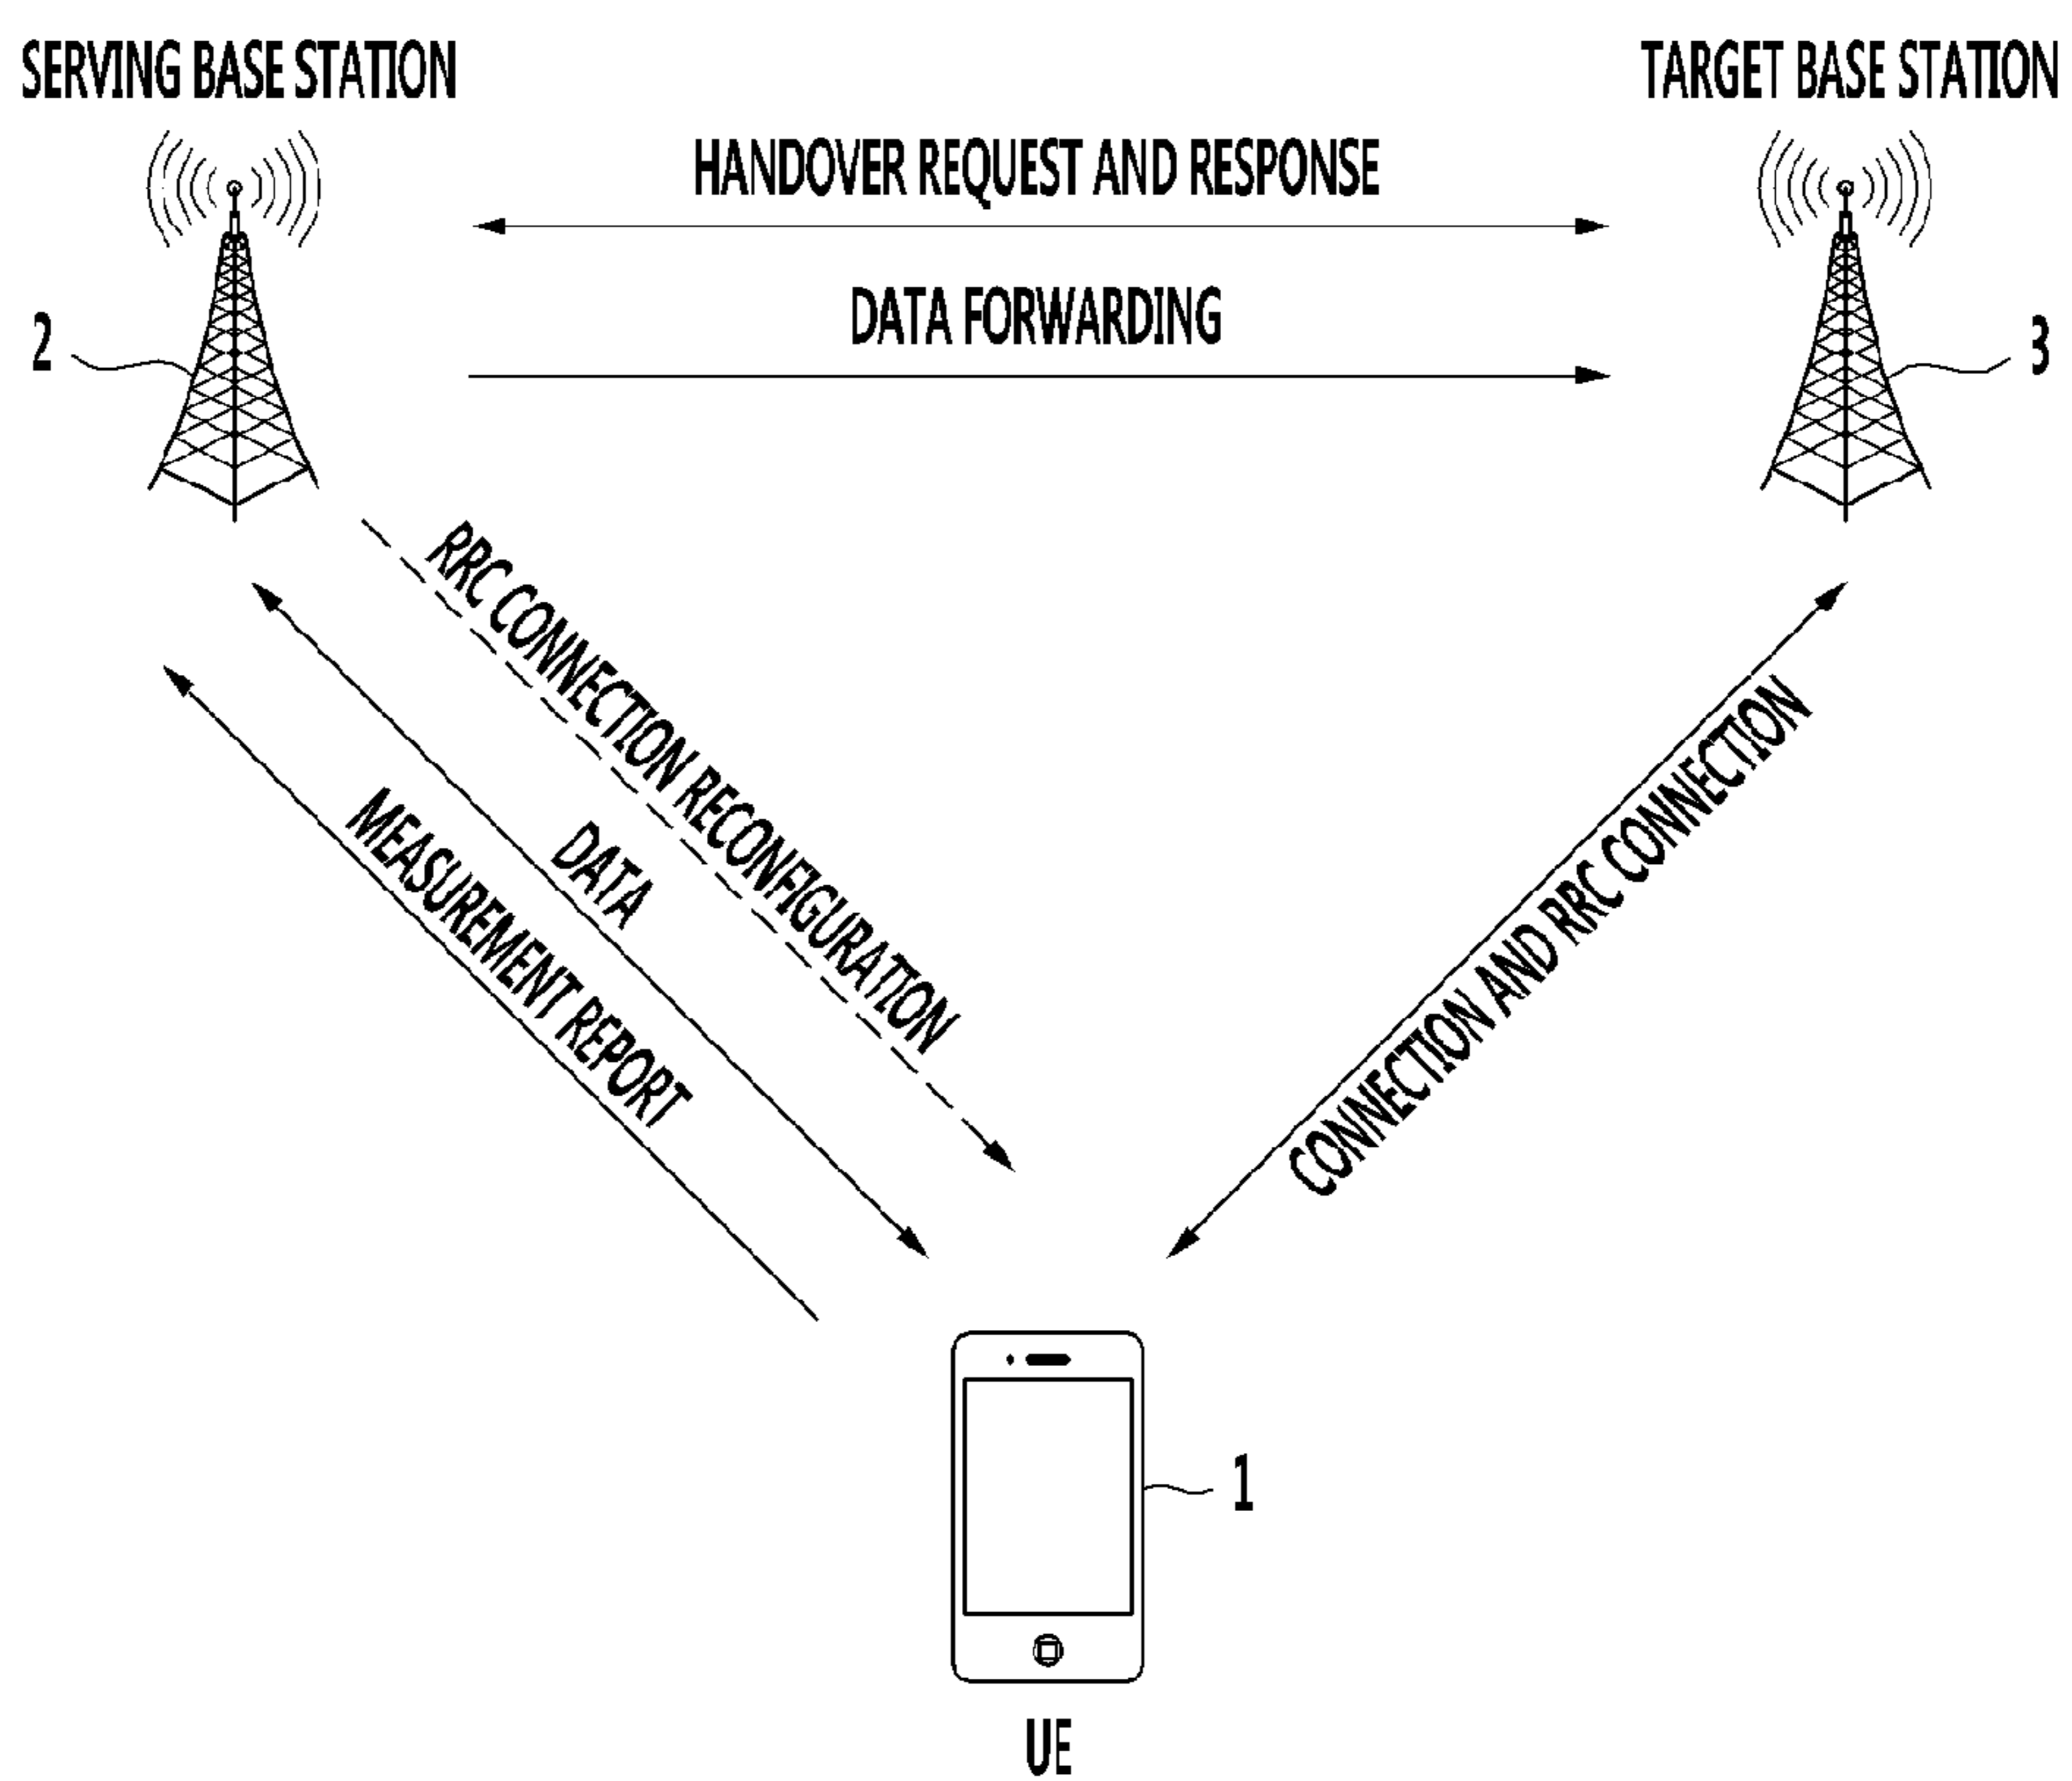 SERVING BASE STATION
TARGET BASE STATION
HANDOVER REQUEST AND RESPONSE
DATA FORWARDING
2
3
RRC CONNECTION RECONFIGURATION
DATA
MEASUREMENT REPORT
CONNECTION AND RRC CONNECTION
1
UE